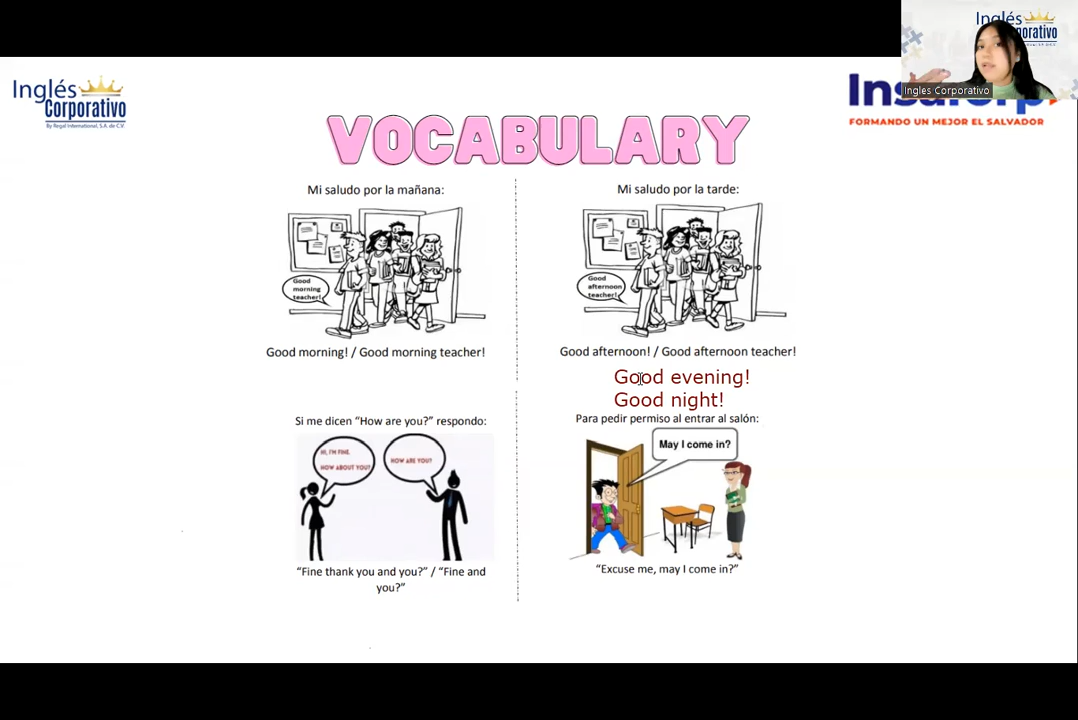 Inglés
Corporativo
By Regal International, S.A. de C.V.
Inglés
Corporativo
Ingles Corporativo
Insaforp
FORMANDO UN MEJOR EL SALVADOR
VOCABULARY
Mi saludo por la mañana:
Good
morning
teacher!
Good morning! / Good morning teacher!
Mi saludo por la tarde:
Good
afternoon
teacher!
Good afternoon! / Good afternoon teacher!
Good evening!
Good night!
Si me dicen “How are you?” respondo:
HI, I'M FINE.
HOW ABOUT YOU?
HOW ARE YOU?
“Fine thank you and you?” / “Fine and
you?”
Para pedir permiso al entrar al salón:
May I come in?
“Excuse me, may I come in?”